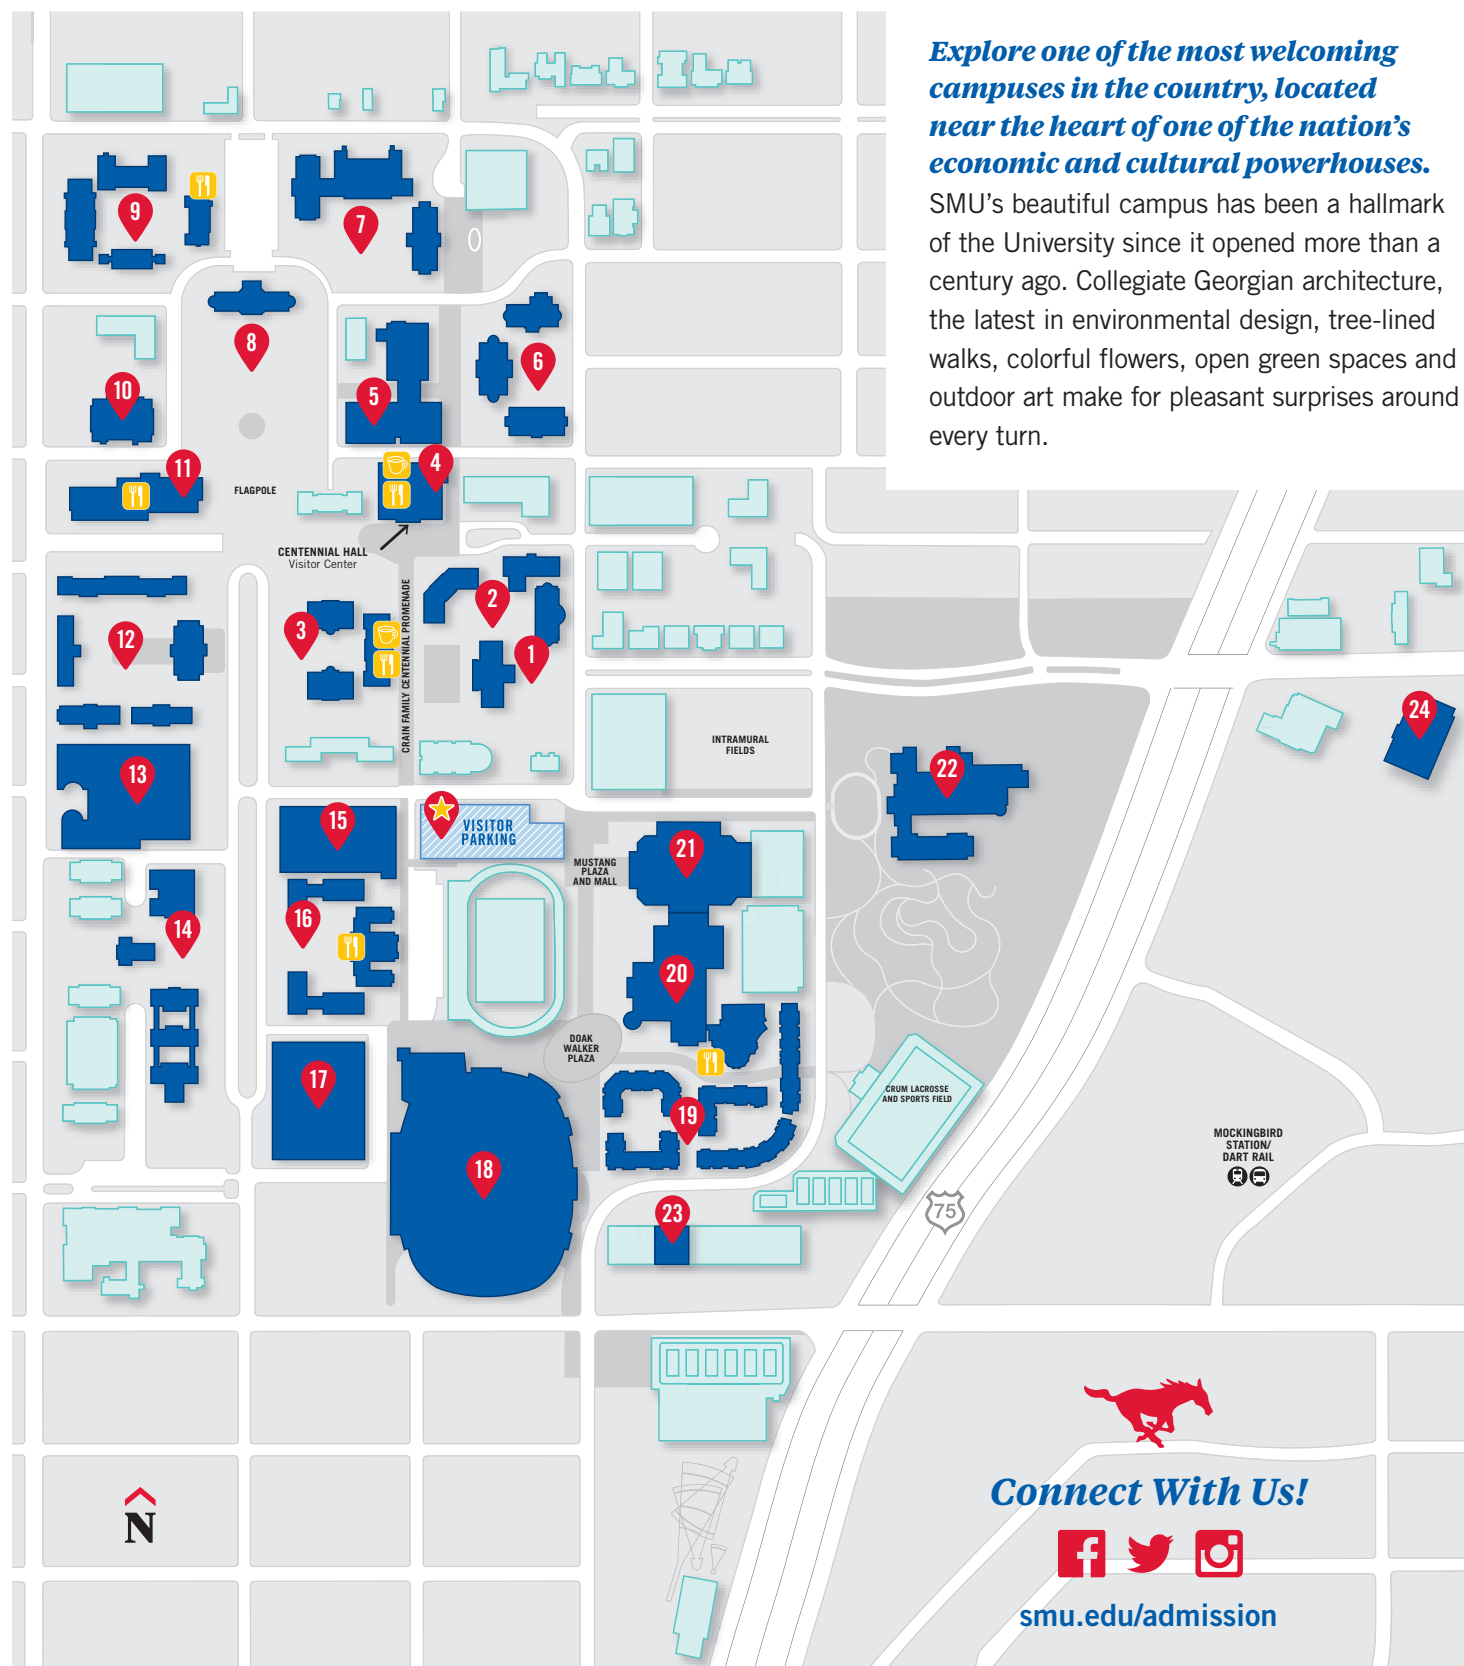 Explore one of the most welcoming
campuses in the country, located
near the heart of one of the nation’s
economic and cultural powerhouses.
SMU’s beautiful campus has been a hallmark
of the University since it opened more than a
century ago. Collegiate Georgian architecture,
the latest in environmental design, tree-lined
walks, colorful flowers, open green spaces and
outdoor art make for pleasant surprises around
every turn.
9
7
8
6
10
5
11
4
FLAGPOLE
CENTENNIAL HALL
Visitor Center
CRAIN FAMILY CENTENNIAL PROMENADE
2
3
12
1
24
INTRAMURAL
FIELDS
13
22
15
VISITOR
PARKING
21
MUSTANG
PLAZA
AND MALL
16
14
20
DOAK
WALKER
PLAZA
17
CRUM LACROSSE
AND SPORTS FIELD
19
MOCKINGBIRD
STATION/
DART RAIL
18
75
23
N
Connect With Us!
smu.edu/admission